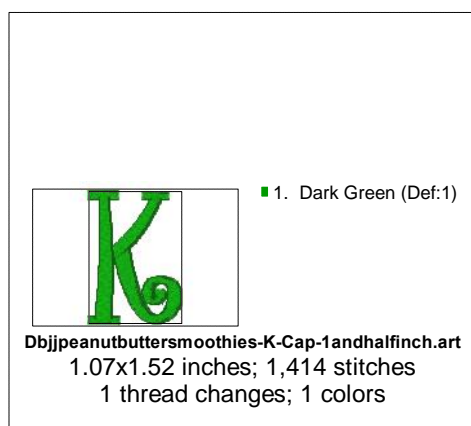 K
1. Dark Green (Def:1)
Dbjjpeanutbuttersmoothies-K-Cap-1andhalfinch.art
1.07x1.52 inches; 1,414 stitches
1 thread changes; 1 colors